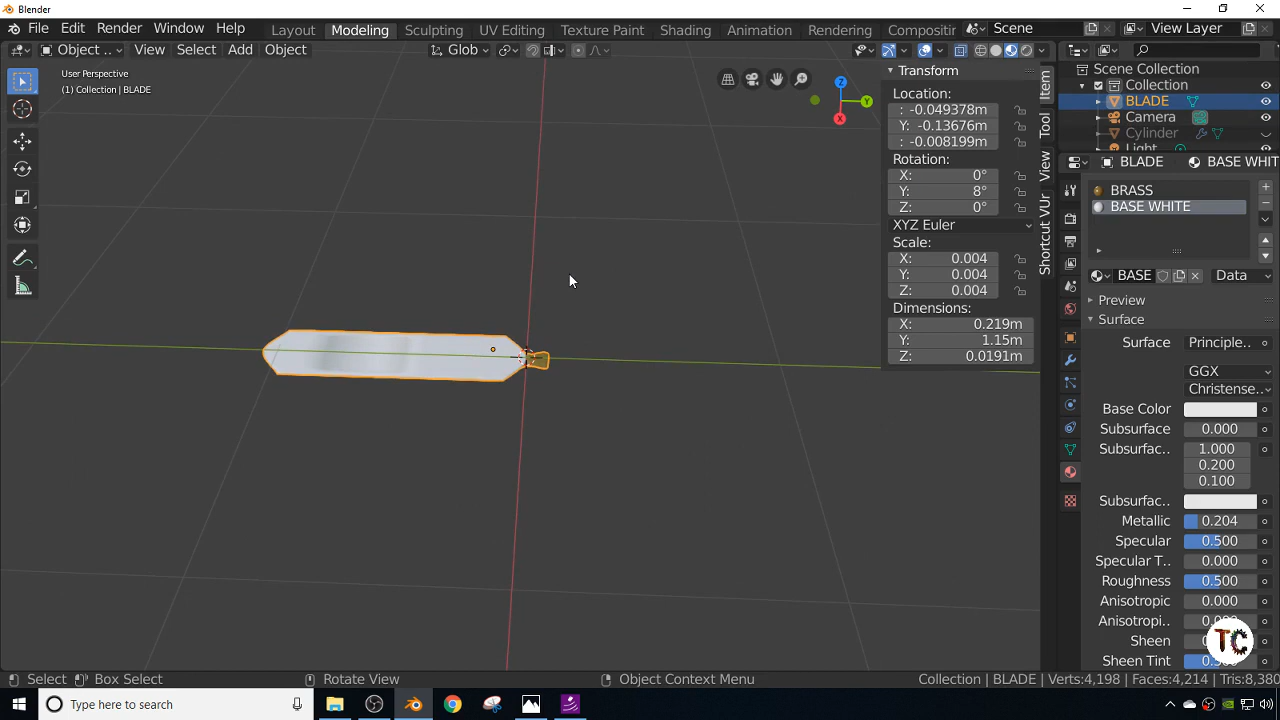 Blender
File Edit Render Window Help Layout Modeling Sculpting UV Editing Texture Paint Shading Animation Rendering Compositir Scene View Layer
Object .. View Select Add Object Glob
User Perspective
(1) Collection | BLADE
Z
Y
X
Transform
Location:
: -0.049378m
Y: -0.13676m
: -0.008199m
Rotation:
X: 0°
Y: 8°
Z: 0°
XYZ Euler
Scale:
X: 0.004
Y: 0.004
Z: 0.004
Dimensions:
X: 0.219m
Y: 1.15m
Z: 0.0191m
Item
Tool
View
Shortcut VUr
Scene Collection
Collection
BLADE
Camera
Cylinder
Light
BLADE BASE WHIT
BRASS
BASE WHITE
BASE Data
Preview
Surface
Surface Principle..
GGX
Christense..
Base Color
Subsurface 0.000
Subsurfac.. 1.000
0.200
0.100
Subsurfac..
Metallic 0.204
Specular 0.500
Specular T.. 0.000
Roughness 0.500
Anisotropic 0.000
Anisotropi..
Sheen
Sheen Tint
TC
Select Box Select Rotate View Object Context Menu Collection | BLADE | Verts:4,198 | Faces:4,214 | Tris:8,380
Type here to search